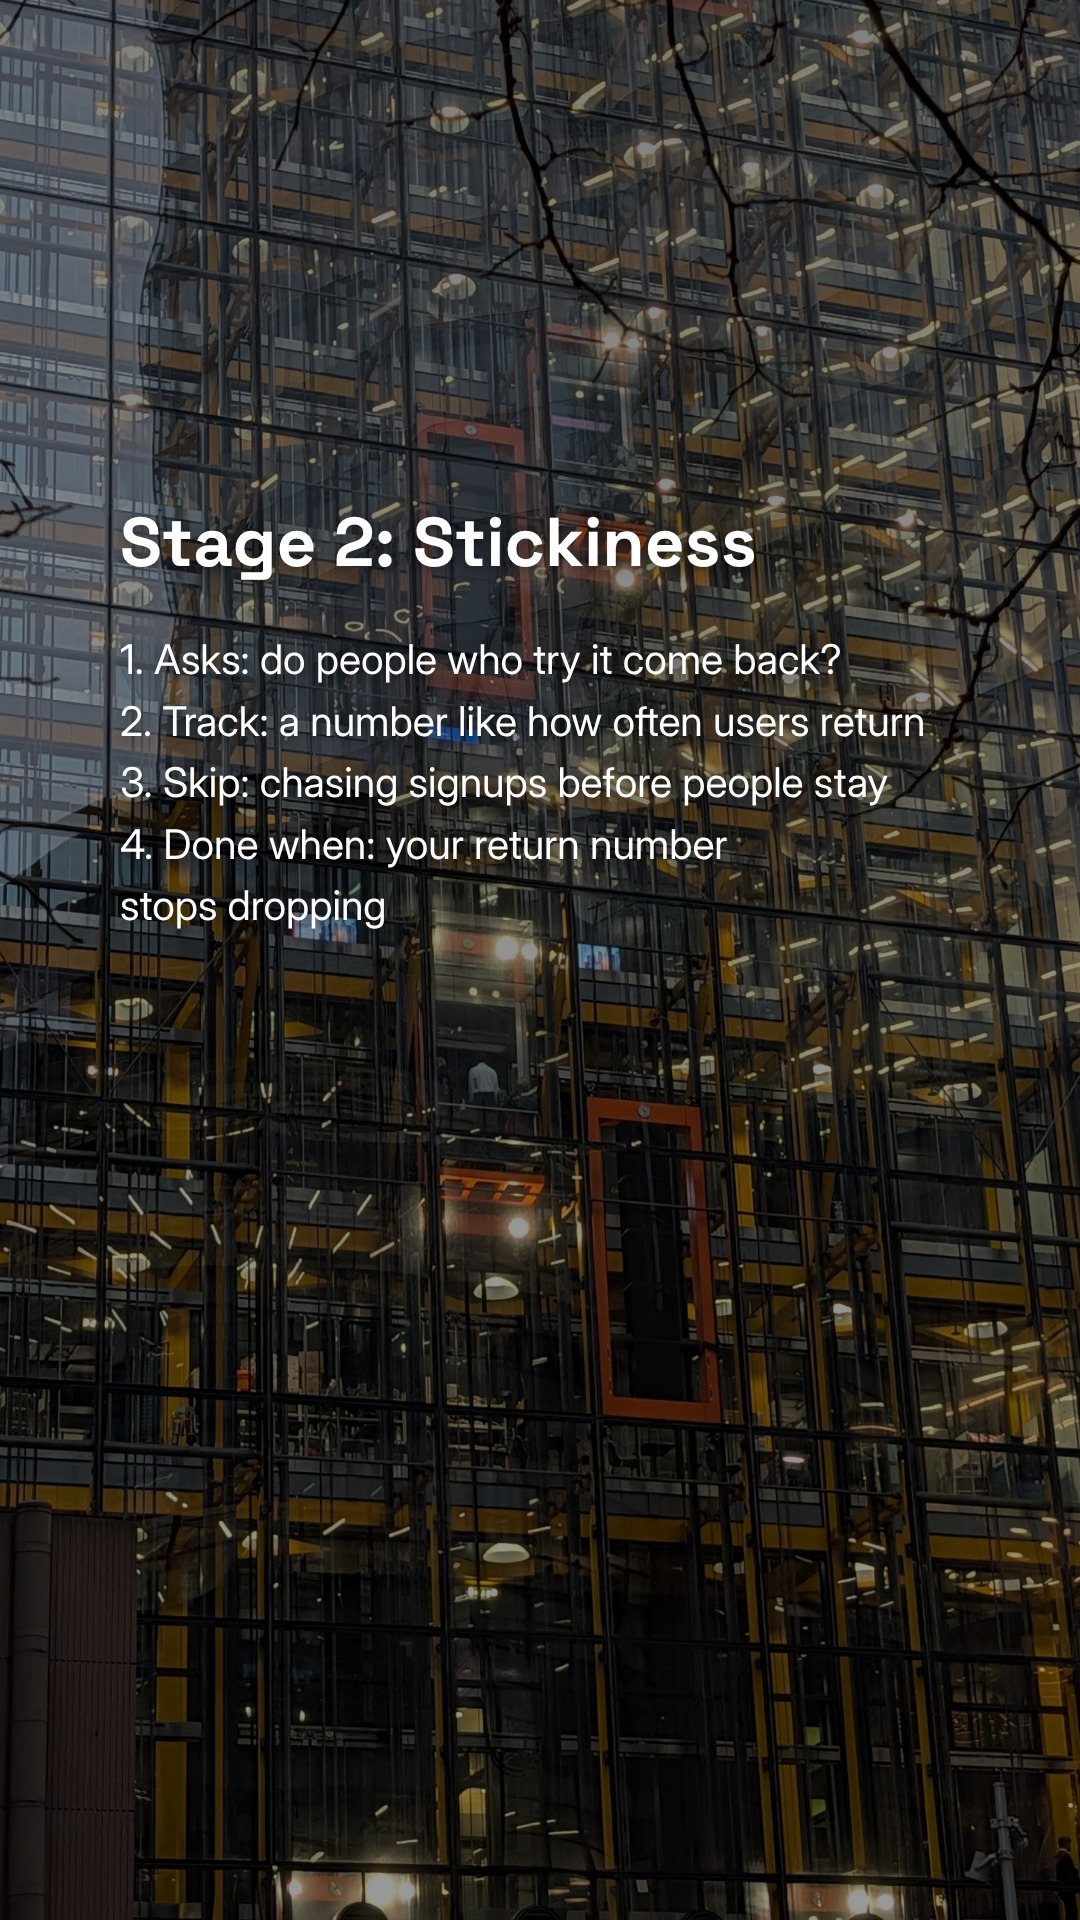 Stage 2: Stickiness
1. Asks: do people who try it come back?
2. Track: a number like how often users return
3. Skip: chasing signups before people stay
4. Done when: your return number
stops dropping